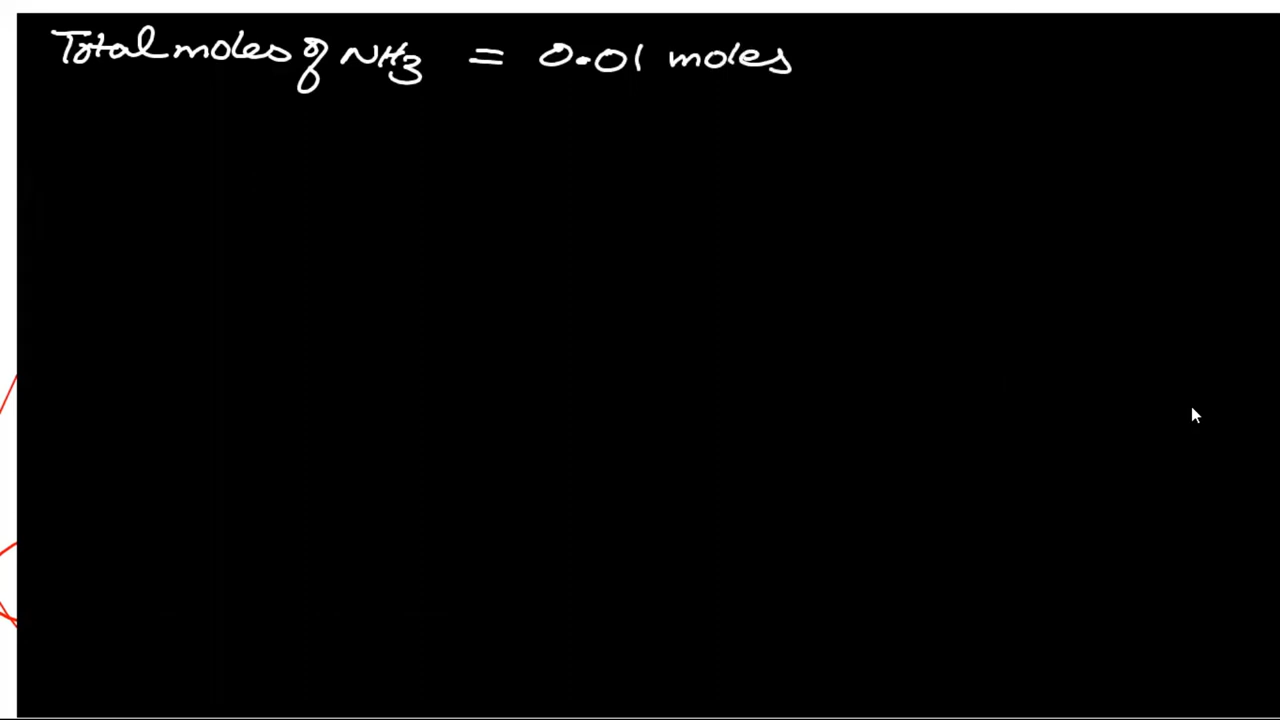 Total moles of NH3 = 0.01 moles